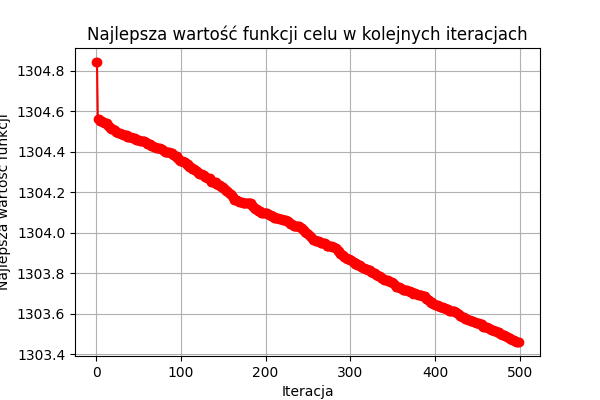 Najlepsza wartość funkcji celu w kolejnych iteracjach
Najlepsza wartość funkcji
1304.8
1304.6
1304.4
1304.2
1304.0
1303.8
1303.6
1303.4
0 100 200 300 400 500
Iteracja